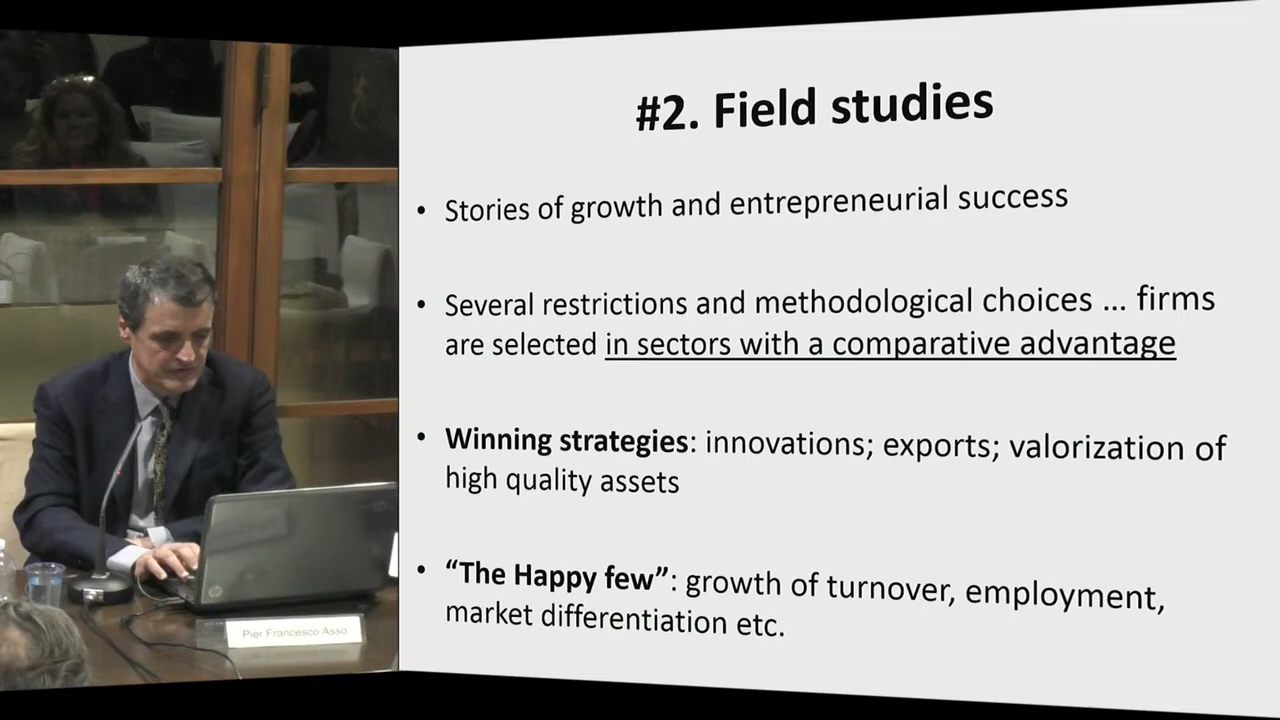 #2. Field studies
• Stories of growth and entrepreneurial success
• Several restrictions and methodological choices ... firms
are selected in sectors with a comparative advantage
• Winning strategies: innovations; exports; valorization of
high quality assets
• “The Happy few”: growth of turnover, employment,
market differentiation etc.
Pier Francesco Asso
hp